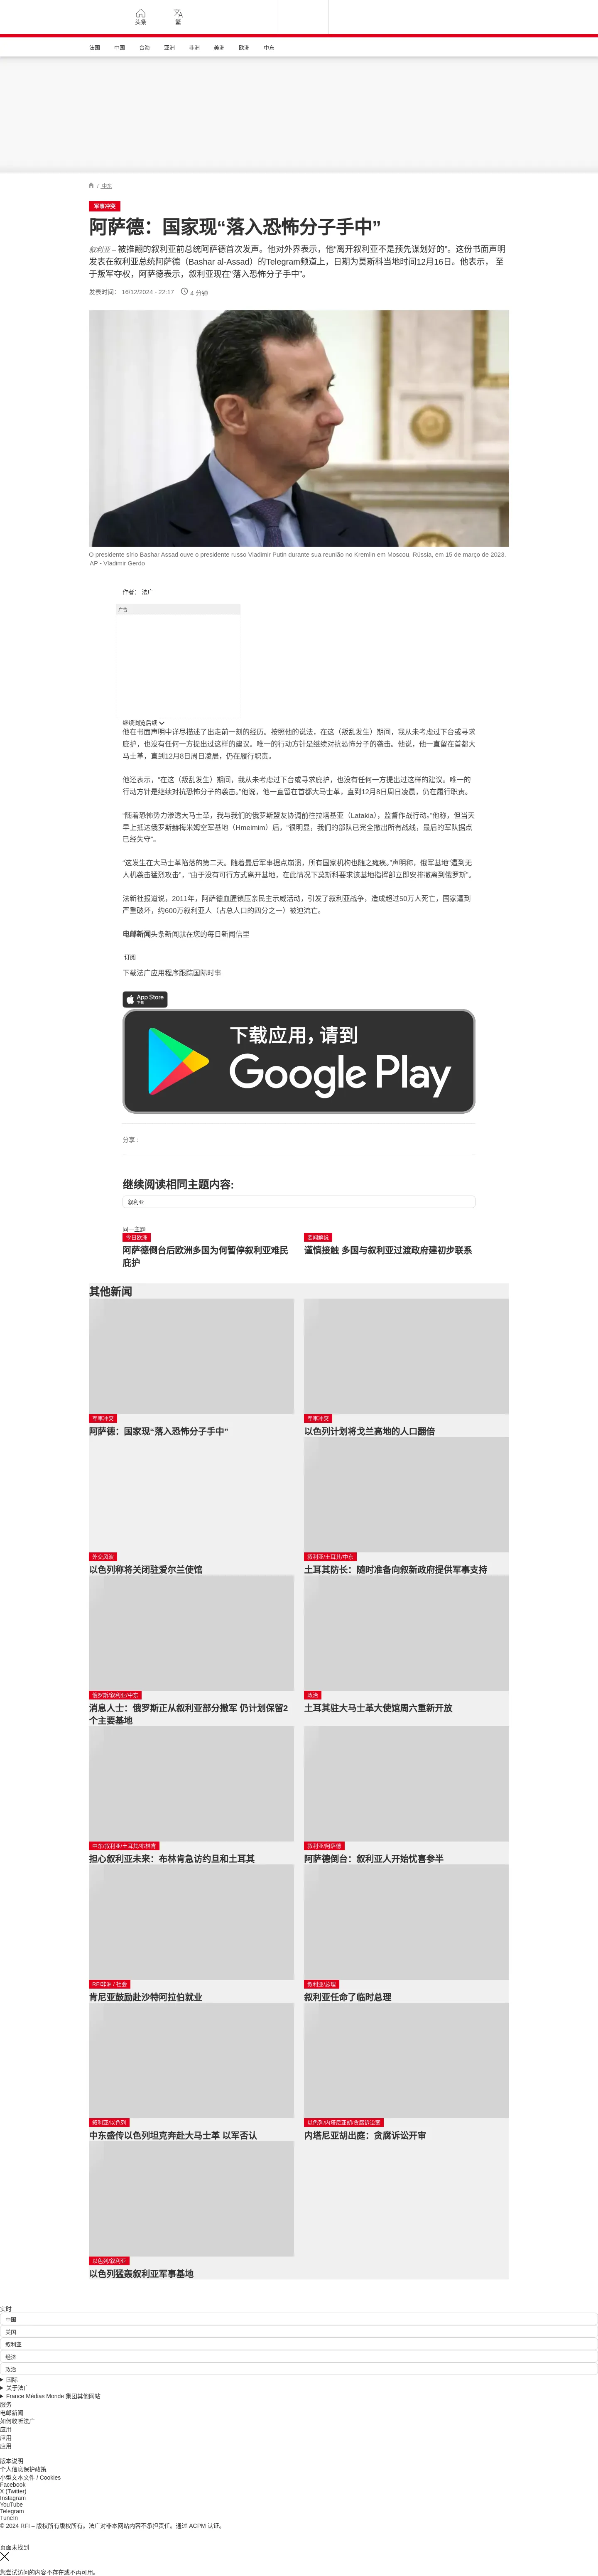 头条
繁
法国 中国 台海 亚洲 非洲 美洲 欧洲 中东
/ 中东
军事冲突
阿萨德：国家现“落入恐怖分子手中”
叙利亚 – 被推翻的叙利亚前总统阿萨德首次发声。他对外界表示，他“离开叙利亚不是预先谋划好的”。这份书面声明
发表在叙利亚总统阿萨德（Bashar al-Assad）的Telegram频道上，日期为莫斯科当地时间12月16日。他表示， 至
于叛军夺权，阿萨德表示，叙利亚现在“落入恐怖分子手中”。
发表时间： 16/12/2024 - 22:17 4 分钟
O presidente sírio Bashar Assad ouve o presidente russo Vladimir Putin durante sua reunião no Kremlin em Moscou, Rússia, em 15 de março de 2023.
AP - Vladimir Gerdo
作者： 法广
广告
继续浏览后续
他在书面声明中详尽描述了出走前一刻的经历。按照他的说法，在这（叛乱发生）期间，我从未考虑过下台或寻求
庇护，也没有任何一方提出过这样的建议。唯一的行动方针是继续对抗恐怖分子的袭击。他说，他一直留在首都大
马士革，直到12月8日周日凌晨，仍在履行职责。
他还表示，“在这（叛乱发生）期间，我从未考虑过下台或寻求庇护，也没有任何一方提出过这样的建议。唯一的
行动方针是继续对抗恐怖分子的袭击。”他说，他一直留在首都大马士革，直到12月8日周日凌晨，仍在履行职责。
“随着恐怖势力渗透大马士革，我与我们的俄罗斯盟友协调前往拉塔基亚（Latakia），监督作战行动。”他称，但当天
早上抵达俄罗斯赫梅米姆空军基地（Hmeimim）后，“很明显，我们的部队已完全撤出所有战线，最后的军队据点
已经失守”。
“这发生在大马士革陷落的第二天。随着最后军事据点崩溃，所有国家机构也随之瘫痪。”声明称，俄军基地“遭到无
人机袭击猛烈攻击”，“由于没有可行方式离开基地，在此情况下莫斯科要求该基地指挥部立即安排撤离到俄罗斯”。
法新社报道说，2011年，阿萨德血腥镇压亲民主示威活动，引发了叙利亚战争，造成超过50万人死亡，国家遭到
严重破坏，约600万叙利亚人（占总人口的四分之一）被迫流亡。
电邮新闻头条新闻就在您的每日新闻信里
订阅
下载法广应用程序跟踪国际时事
App Store
下载
下载应用，请到
Google Play
分享 :
继续阅读相同主题内容:
叙利亚
同一主题
今日欧洲
阿萨德倒台后欧洲多国为何暂停叙利亚难民
庇护
要闻解说
谨慎接触 多国与叙利亚过渡政府建初步联系
其他新闻
军事冲突
阿萨德：国家现“落入恐怖分子手中”
军事冲突
以色列计划将戈兰高地的人口翻倍
外交风波
以色列称将关闭驻爱尔兰使馆
叙利亚/土耳其/中东
土耳其防长：随时准备向叙新政府提供军事支持
俄罗斯/叙利亚/中东
消息人士：俄罗斯正从叙利亚部分撤军 仍计划保留2
个主要基地
政治
土耳其驻大马士革大使馆周六重新开放
中东/叙利亚/土耳其/布林肯
担心叙利亚未来：布林肯急访约旦和土耳其
叙利亚/阿萨德
阿萨德倒台：叙利亚人开始忧喜参半
RFI非洲 / 社会
肯尼亚鼓励赴沙特阿拉伯就业
叙利亚/总理
叙利亚任命了临时总理
叙利亚/以色列
中东盛传以色列坦克奔赴大马士革 以军否认
以色列/内塔尼亚胡/贪腐诉讼案
内塔尼亚胡出庭：贪腐诉讼开审
以色列/叙利亚
以色列猛轰叙利亚军事基地
实时
中国
美国
叙利亚
经济
政治
国际
关于法广
France Médias Monde 集团其他网站
服务
电邮新闻
如何收听法广
应用
应用
应用
版本说明
个人信息保护政策
小型文本文件 / Cookies
Facebook
X (Twitter)
Instagram
YouTube
Telegram
TuneIn
© 2024 RFI – 版权所有版权所有。法广对非本网站内容不承担责任。通过 ACPM 认证。
页面未找到
您尝试访问的内容不存在或不再可用。